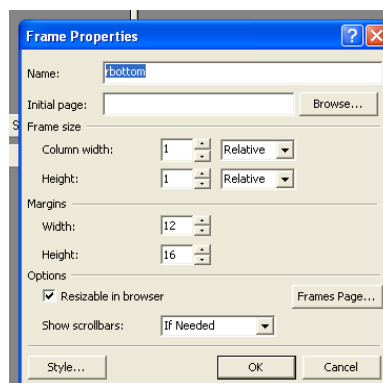 Frame Properties
Name: rbottom
Initial page: Browse...
S
Frame size
Column width: 1 Relative
Height: 1 Relative
Margins
Width: 12
Height: 16
Options
Resizable in browser Frames Page...
Show scrollbars: If Needed
Style... OK Cancel